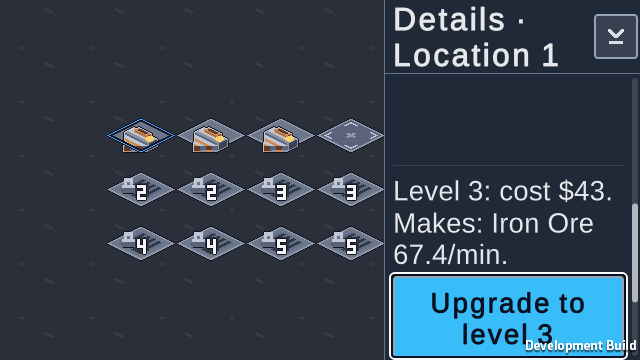 Details ·
Location 1
Level 3: cost $43.
Makes: Iron Ore
67.4/min.
2 2 3 3
4 4 5 5
Upgrade to
level 3
Development Build